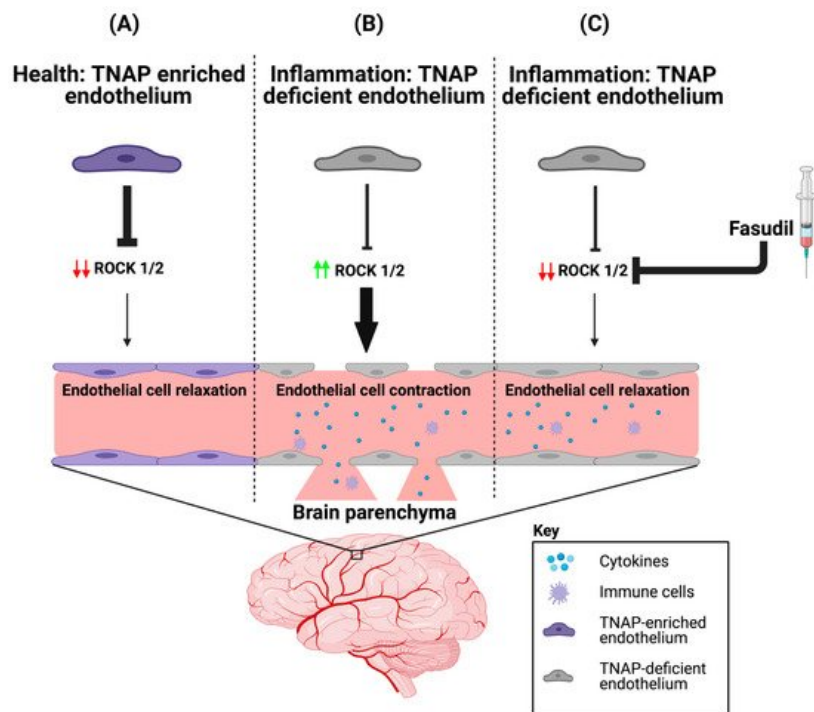 (A)
Health: TNAP enriched
endothelium
ROCK 1/2
Endothelial cell relaxation
(B)
Inflammation: TNAP
deficient endothelium
ROCK 1/2
Endothelial cell contraction
Brain parenchyma
(C)
Inflammation: TNAP
deficient endothelium
Fasudil
ROCK 1/2
Endothelial cell relaxation
Key
Cytokines
Immune cells
TNAP-enriched
endothelium
TNAP-deficient
endothelium